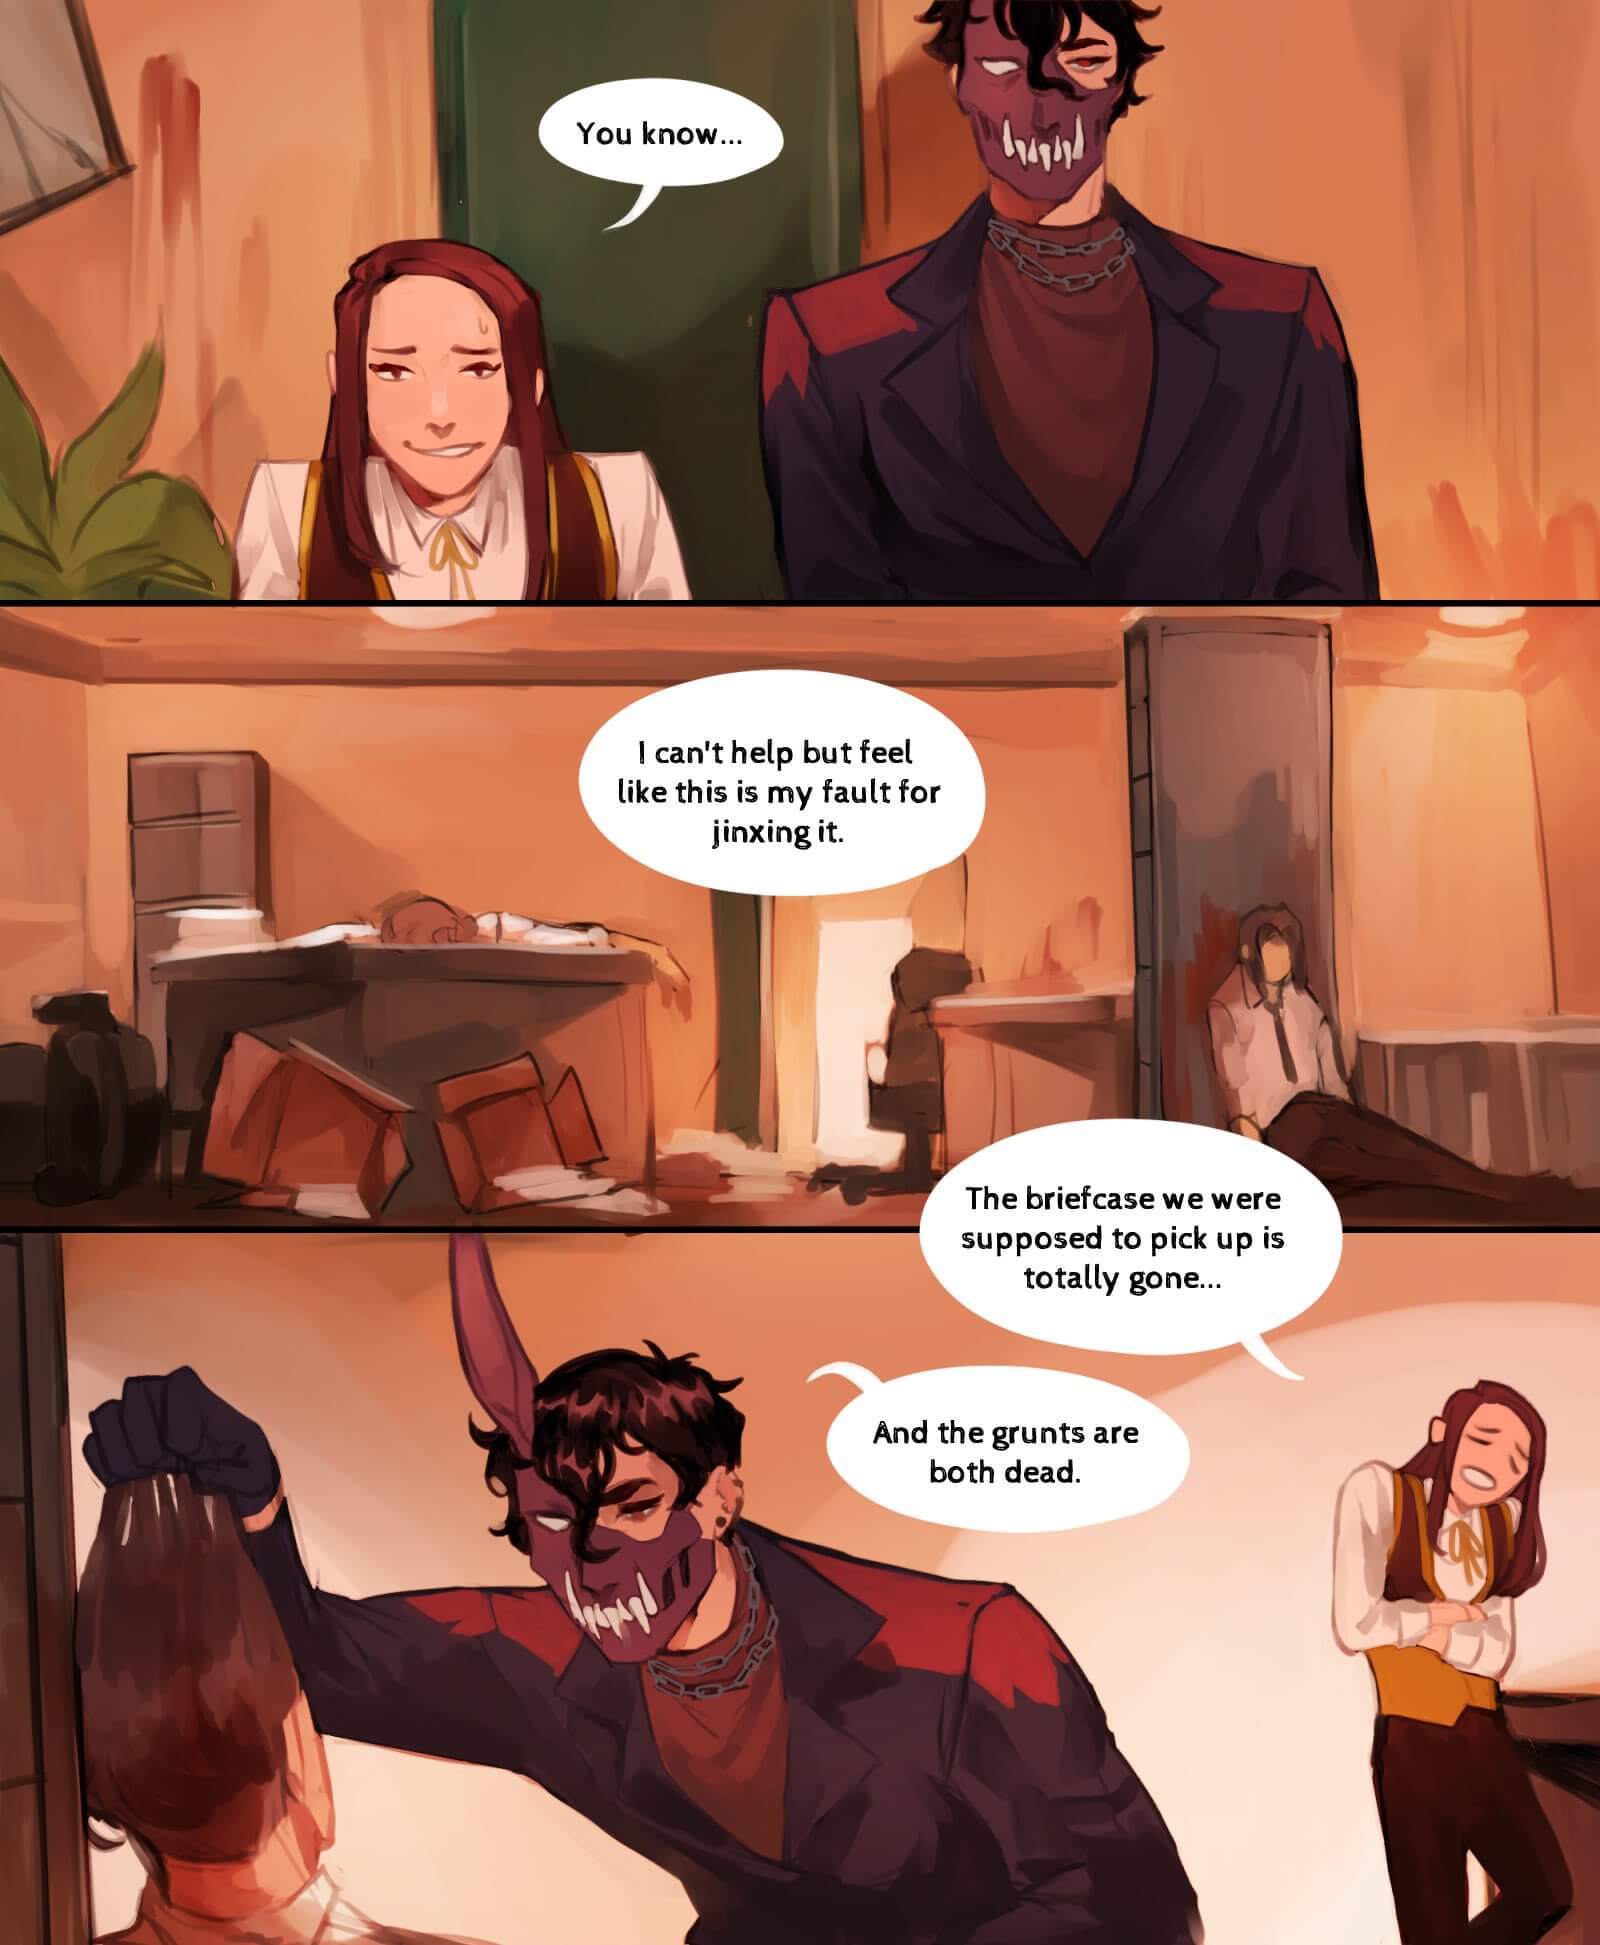 You know...
I can't help but feel
like this is my fault for
jinxing it.
The briefcase we were
supposed to pick up is
totally gone...
And the grunts are
both dead.